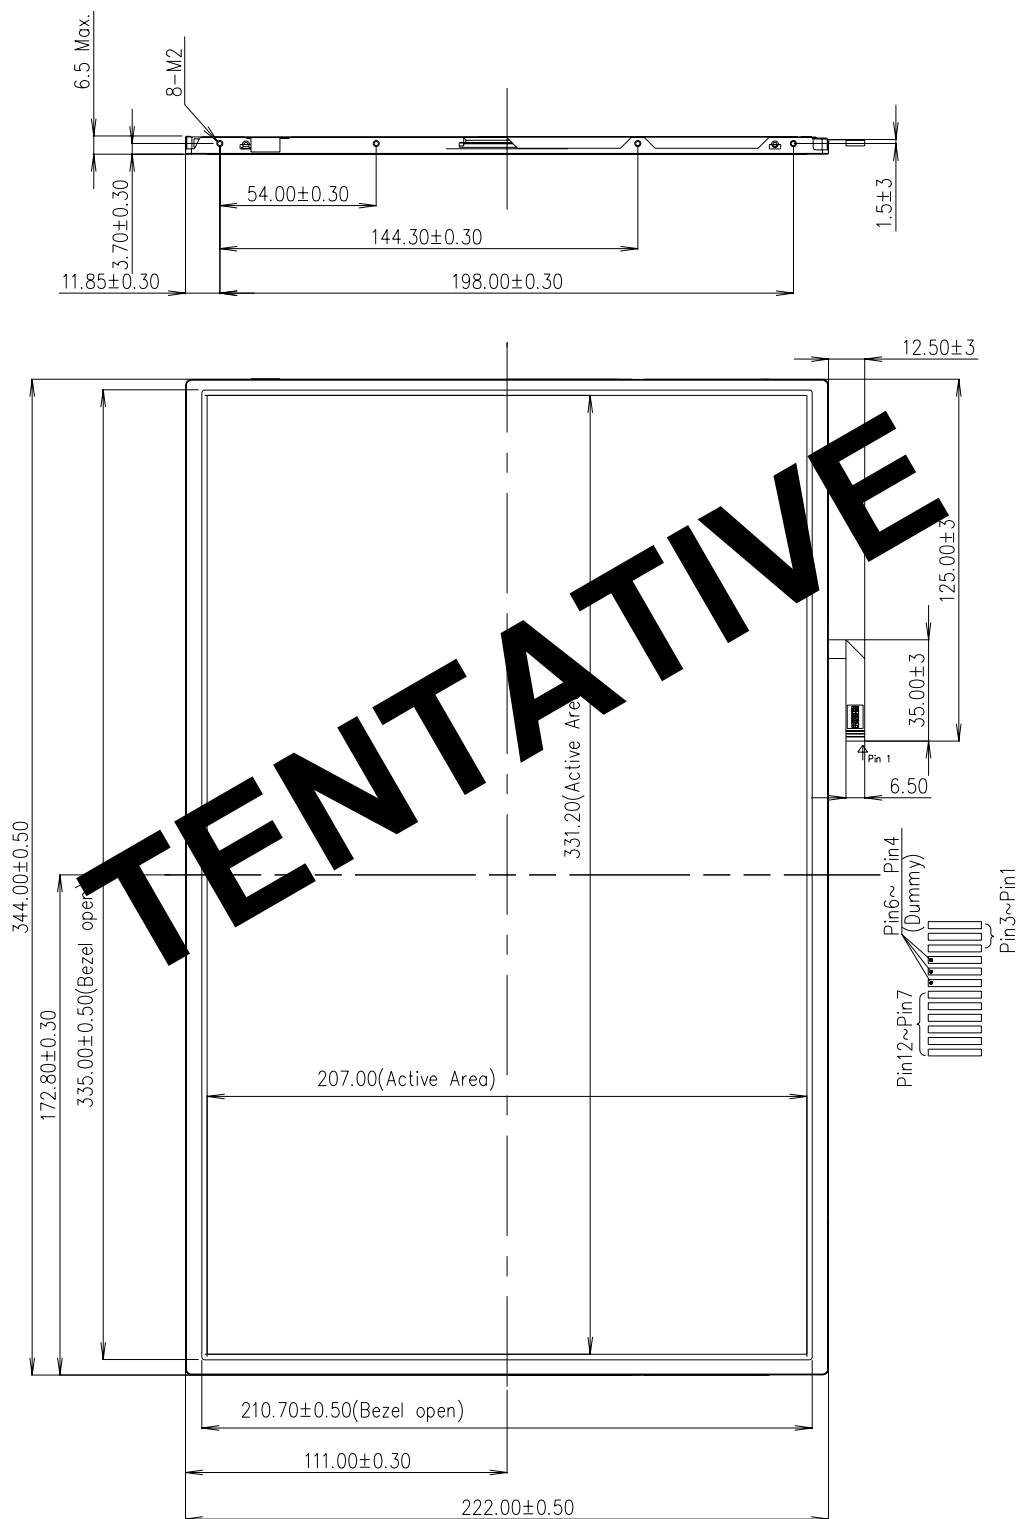 6.5 Max.
8-M2
3.70±0.30
54.00±0.30
144.30±0.30
11.85±0.30
198.00±0.30
1.5±3
12.50±3
125.00±3
35.00±3
Pin 1
6.50
TENTATIVE
331.20(Active Area
344.00±0.50
172.80±0.30
335.00±0.50(Bezel open
Pin6~ Pin4
(Dummy)
Pin3~Pin1
Pin12~Pin7
207.00(Active Area)
210.70±0.50(Bezel open)
111.00±0.30
222.00±0.50